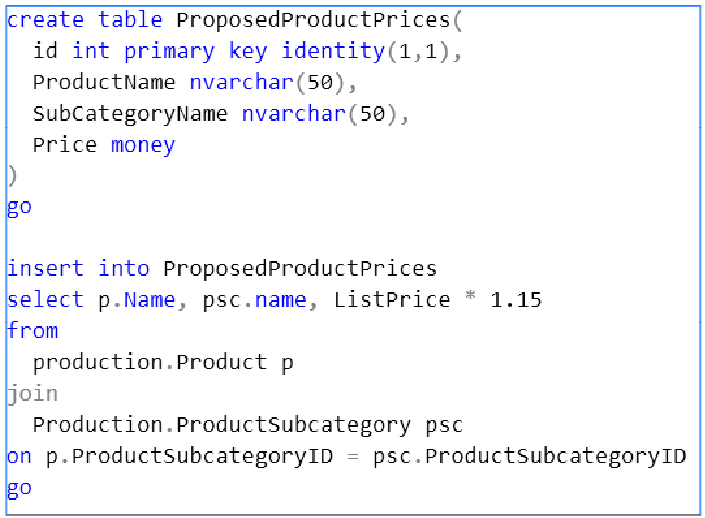 create table ProposedProductPrices(
  id int primary key identity(1,1),
  ProductName nvarchar(50),
  SubCategoryName nvarchar(50),
  Price money
)
go

insert into ProposedProductPrices
select p.Name, psc.name, ListPrice * 1.15
from
  production.Product p
join
  Production.ProductSubcategory psc
on p.ProductSubcategoryID = psc.ProductSubcategoryID
go